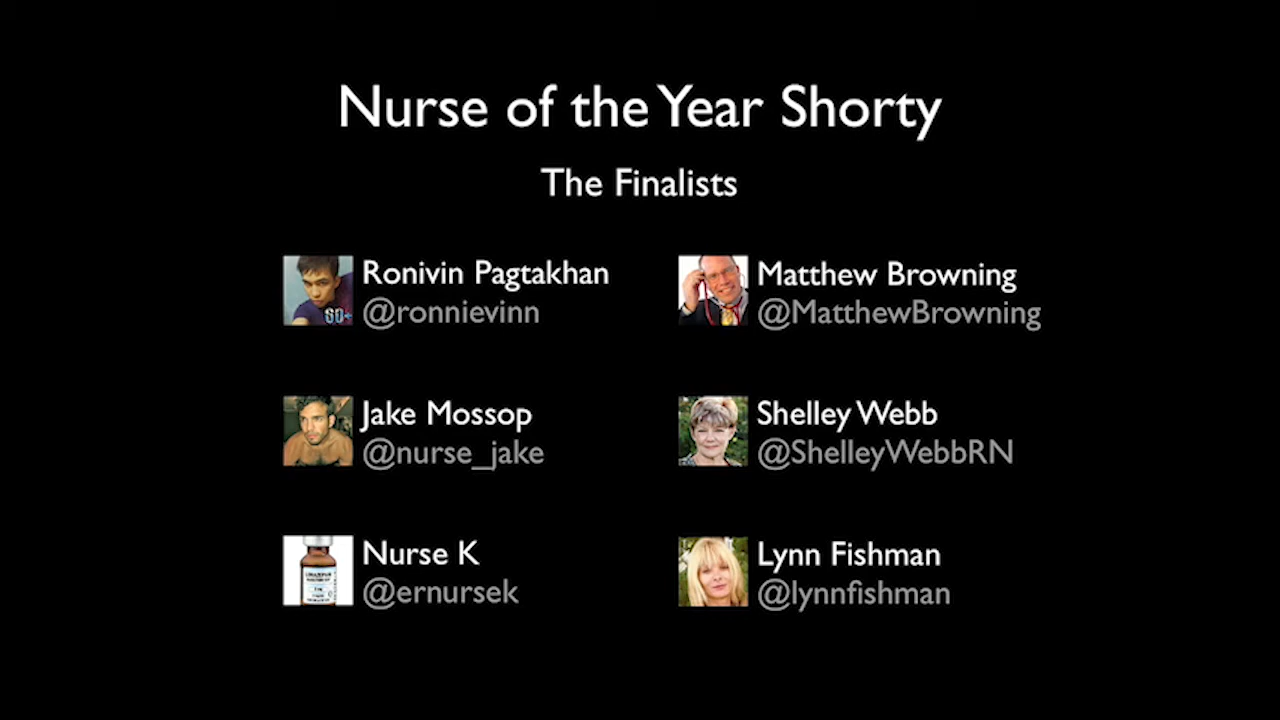 Nurse of the Year Shorty
The Finalists
Ronivin Pagtakhan
@ronnievinn
Matthew Browning
@MatthewBrowning
Jake Mossop
@nurse_jake
Shelley Webb
@ShelleyWebbRN
Nurse K
@ernursek
Lynn Fishman
@lynnfishman